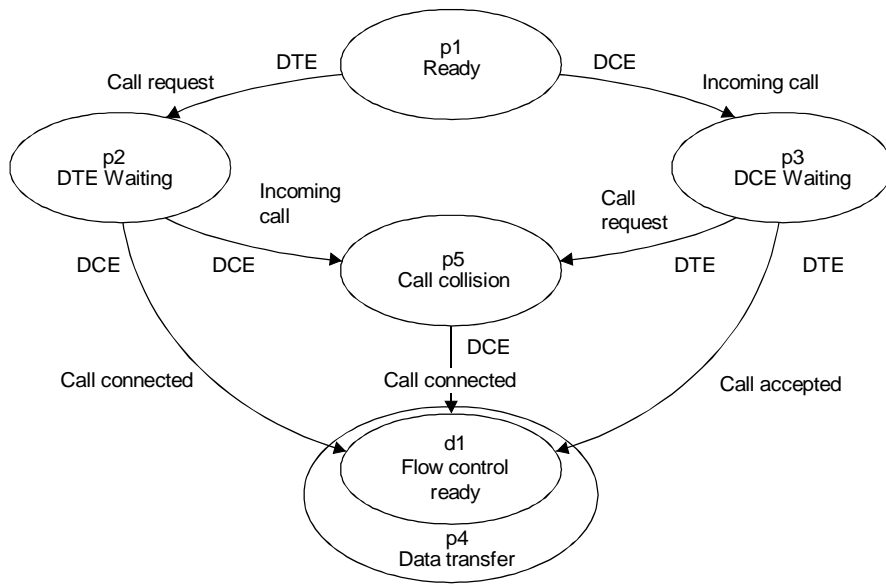 p1
Ready
DTE
DCE
Call request
Incoming call
p2
DTE Waiting
p3
DCE Waiting
Incoming
call
Call
request
DCE
DCE
p5
Call collision
DTE
DTE
DCE
Call connected
Call connected
Call accepted
d1
Flow control
ready
p4
Data transfer